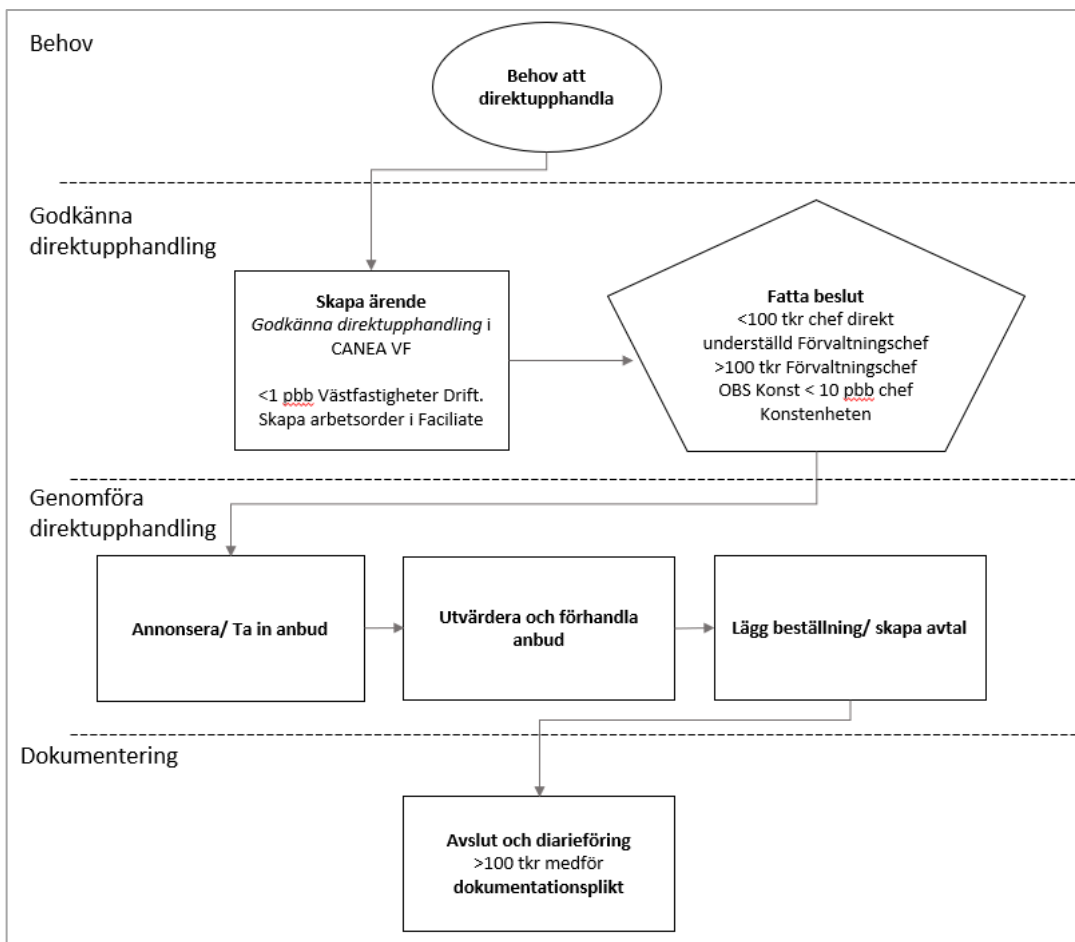 Behov
Behov att
direktupphandla
Godkänna
direktupphandling
Skapa ärende
Godkänna direktupphandling i
CANEA VF
<1 pbb Västfastigheter Drift.
Skapa arbetsorder i Faciliate
Fatta beslut
<100 tkr chef direkt
underställd Förvaltningschef
>100 tkr Förvaltningschef
OBS Konst < 10 pbb chef
Konstenheten
Genomföra
direktupphandling
Annonsera/ Ta in anbud
Utvärdera och förhandla
anbud
Lägg beställning/ skapa avtal
Dokumentering
Avslut och diarieföring
>100 tkr medför
dokumentationsplikt